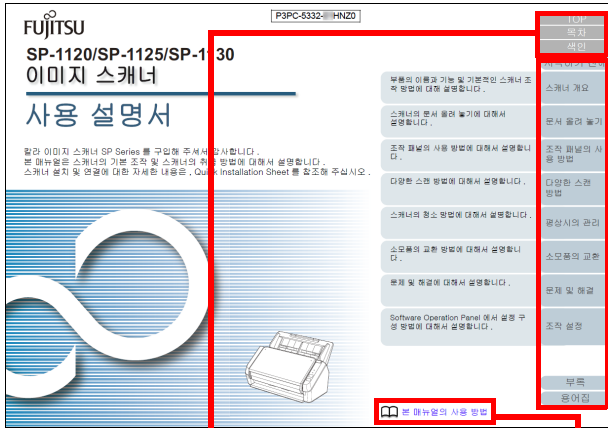 P3PC-5332- HNZ0
FUJITSU
SP-1120/SP-1125/SP-1130
이미지 스캐너
사용 설명서
칼라 이미지 스캐너 SP Series 를 구입해 주셔서 감사합니다 .
본 매뉴얼은 스캐너의 기본 조작 및 스캐너의 취급 방법에 대해서 설명합니다 .
스캐너 설치 및 연결에 대한 자세한 내용은 , Quick Installation Sheet 를 참조해 주십시오 .
TOP
목차
색인
부품의 이름과 기능 및 기본적인 스캐너 조
작 방법에 대해 설명합니다 .
스캐너 개요
스캐너의 문서 올려 놓기에 대해서
설명합니다 .
문서 올려 놓기
조작 패널의 사용 방법에 대해서 설명합니
다 .
조작 패널의 사
용 방법
다양한 스캔 방법에 대해서 설명합니다 .
다양한 스캔
방법
스캐너의 청소 방법에 대해서 설명합니다 .
평상시의 관리
소모품의 교환 방법에 대해서 설명합니
다 .
소모품의 교환
문제 및 해결에 대해서 설명합니다 .
문제 및 해결
Software Operation Panel 에서 설정 구
성 방법에 대해서 설명합니다 .
조작 설정
부록
용어집
본 매뉴얼의 사용 방법